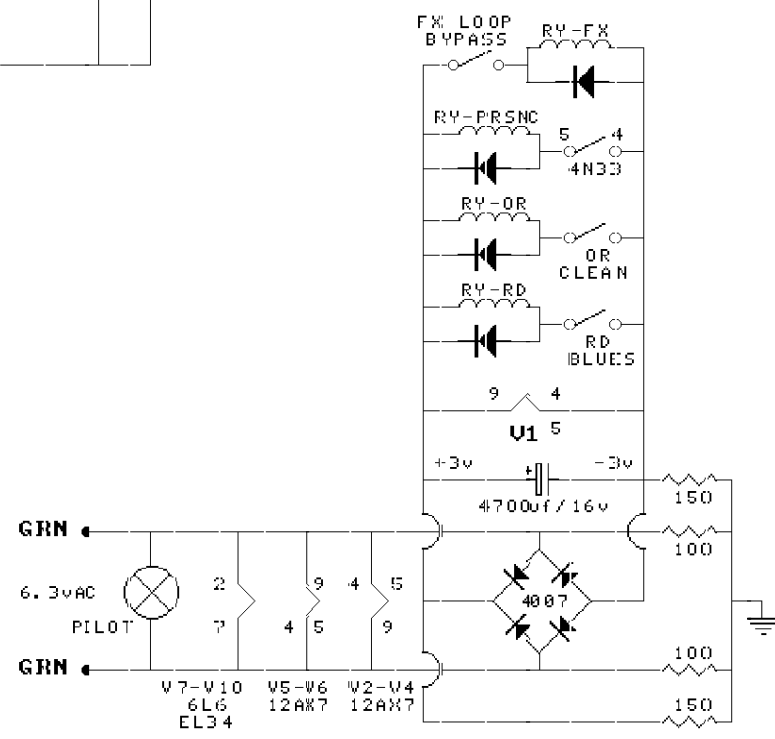 FX LOOP
BYPASS
RY-FX
RY-PRSNC
5 4
4N33
RY-OR
OR
CLEAN
RY-RD
RD
BLUES
9 4
V1 5
+3v
+
-3v
4700uf/16v
150
GRN
100
6.3vAC
PILOT
2
7
9
4 5
4 5
9
4007
GRN
100
V7-V10
6L6
EL34
V5-V6
12AX7
V2-V4
12AX7
150